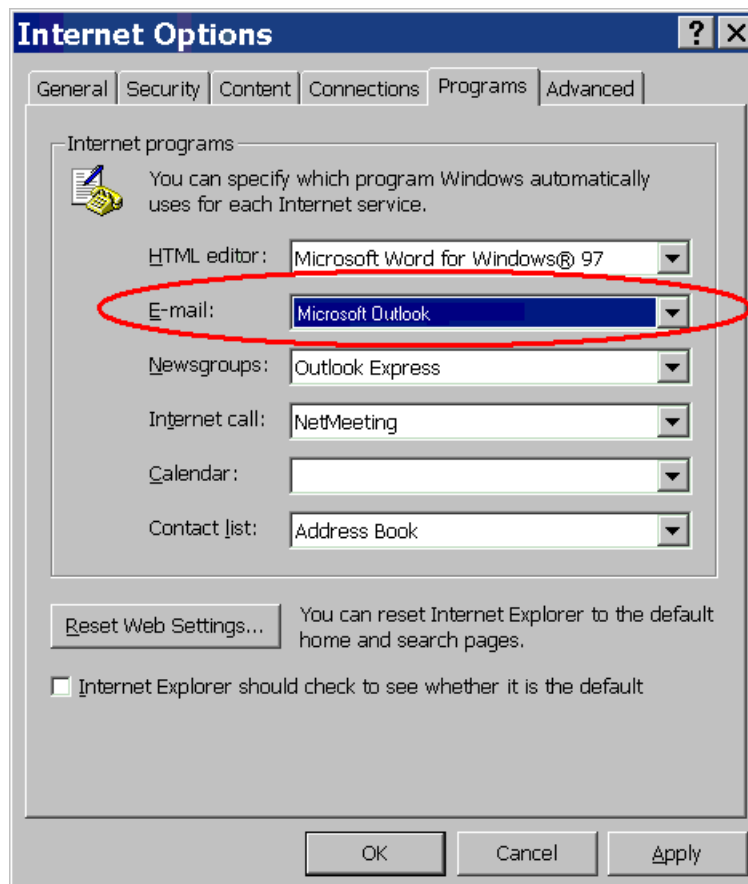 Internet Options
General Security Content Connections Programs Advanced
Internet programs
You can specify which program Windows automatically
uses for each Internet service.
HTML editor: Microsoft Word for Windows® 97
E-mail: Microsoft Outlook
Newsgroups: Outlook Express
Internet call: NetMeeting
Calendar:
Contact list: Address Book
Reset Web Settings... You can reset Internet Explorer to the default
home and search pages.
Internet Explorer should check to see whether it is the default
OK Cancel Apply